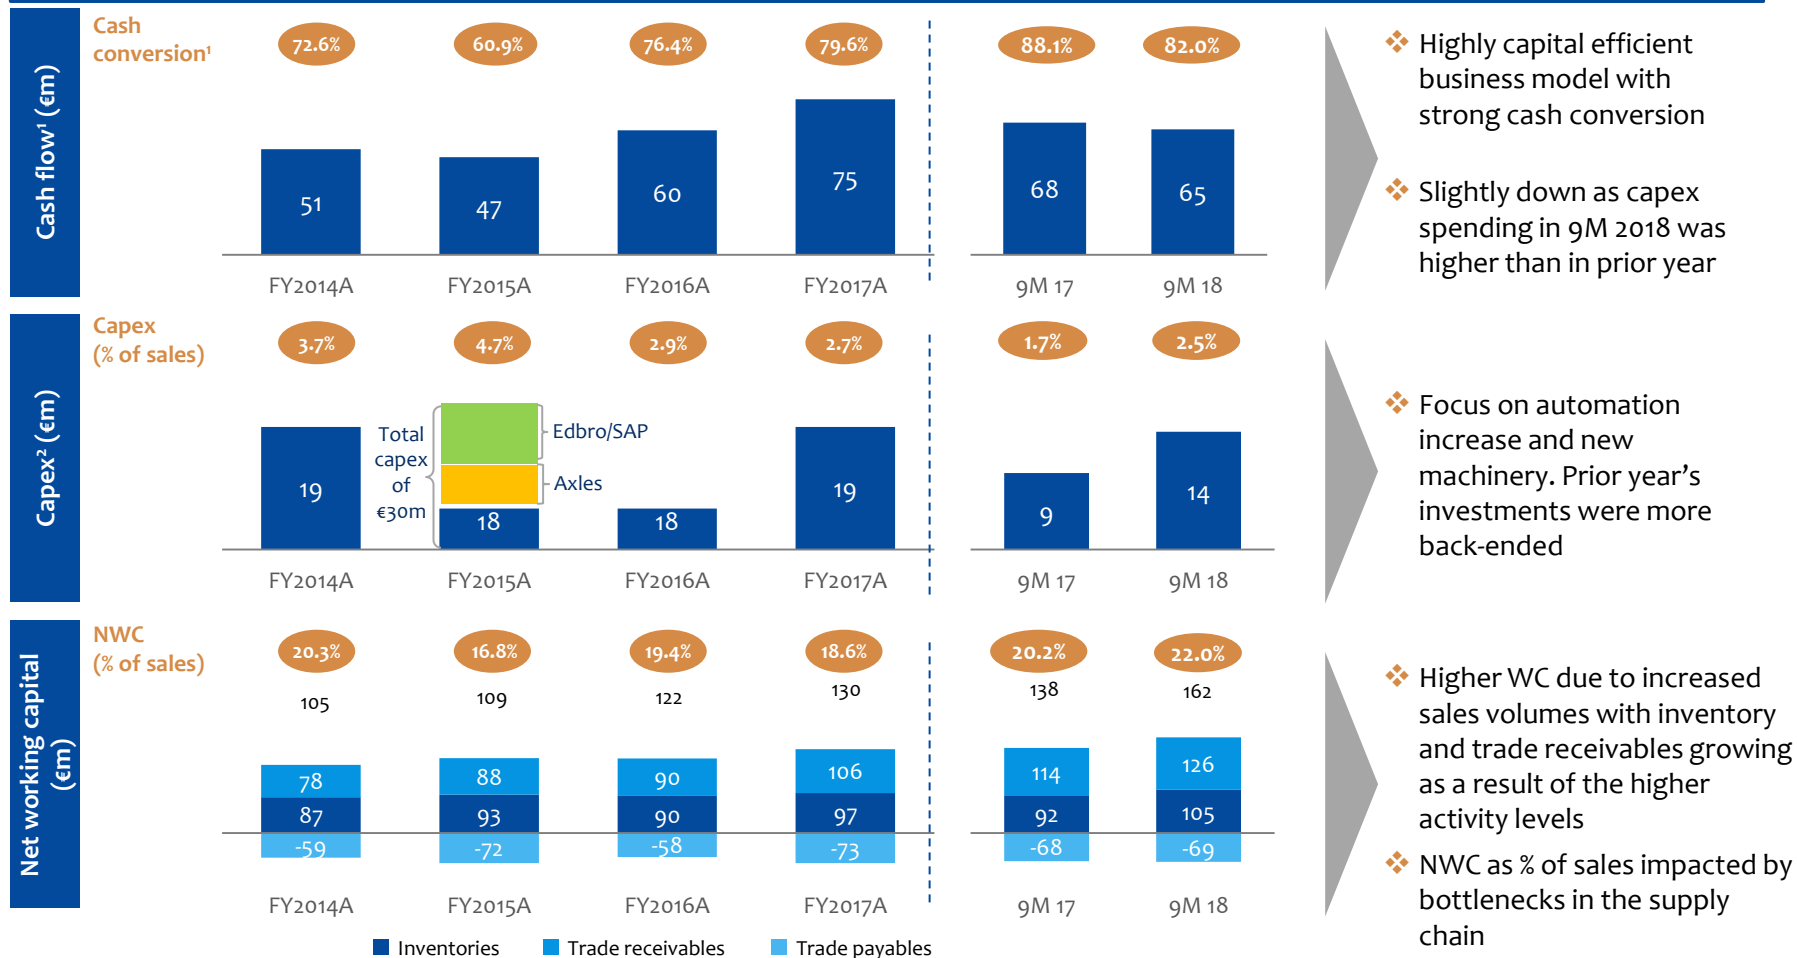 Cash
conversion¹
72.6% 60.9% 76.4% 79.6% 88.1% 82.0%
Cash flow¹ (€m)
51 47 60 75 68 65
FY2014A FY2015A FY2016A FY2017A 9M 17 9M 18
❖ Highly capital efficient
business model with
strong cash conversion
❖ Slightly down as capex
spending in 9M 2018 was
higher than in prior year
Capex
(% of sales)
3.7% 4.7% 2.9% 2.7% 1.7% 2.5%
Capex² (€m)
Total
capex
of
€30m
Edbro/SAP
Axles
19 18 18 19 9 14
FY2014A FY2015A FY2016A FY2017A 9M 17 9M 18
❖ Focus on automation
increase and new
machinery. Prior year’s
investments were more
back-ended
NWC
(% of sales)
20.3% 16.8% 19.4% 18.6% 20.2% 22.0%
Net working capital
(€m)
105 109 122 130 138 162
78 88 90 106 114 126
87 93 90 97 92 105
-59 -72 -58 -73 -68 -69
FY2014A FY2015A FY2016A FY2017A 9M 17 9M 18
Inventories Trade receivables Trade payables
❖ Higher WC due to increased
sales volumes with inventory
and trade receivables growing
as a result of the higher
activity levels
❖ NWC as % of sales impacted by
bottlenecks in the supply
chain